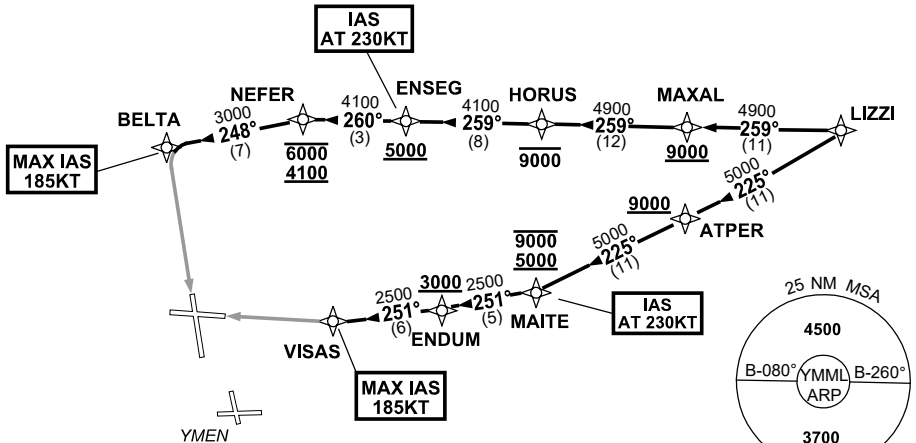 IAS
AT 230KT
ENSEG
HORUS
MAXAL
LIZZI
NEFER
BELTA
3000
248°
(7)
4100
260°
(3)
4100
259°
(8)
4900
259°
(12)
4900
259°
(11)
MAX IAS
185KT
6000
4100
5000
9000
9000
5000
225°
(11)
9000
ATPER
9000
5000
5000
225°
(11)
3000
2500
251°
(6)
2500
251°
(5)
MAITE
ENDUM
VISAS
IAS
AT 230KT
MAX IAS
185KT
25 NM MSA
4500
B-080°
YMML
ARP
B-260°
3700
YMEN